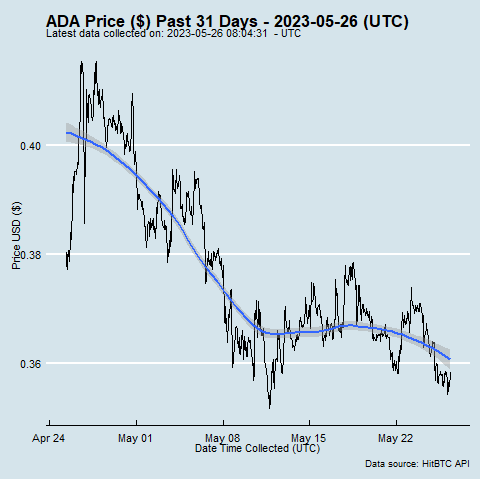 ADA Price ($) Past 31 Days - 2023-05-26 (UTC)
Latest data collected on: 2023-05-26 08:04:31 - UTC
Price USD ($)
0.40
0.38
0.36
Apr 24
May 01
May 08
May 15
May 22
Date Time Collected (UTC)
Data source: HitBTC API